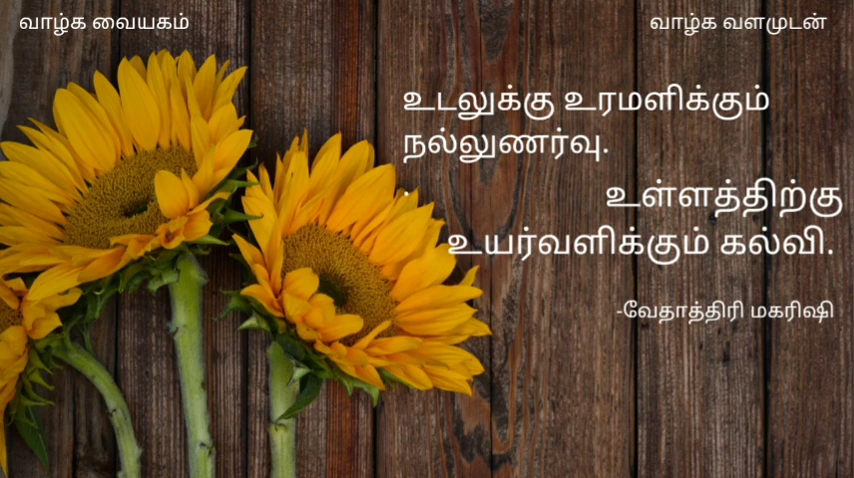 வாழ்க வையகம்
வாழ்க வளமுடன்
உடலுக்கு உரமளிக்கும்
நல்லுணர்வு.
. உள்ளத்திற்கு
உயர்வளிக்கும் கல்வி.
-வேதாத்திரி மகரிஷி